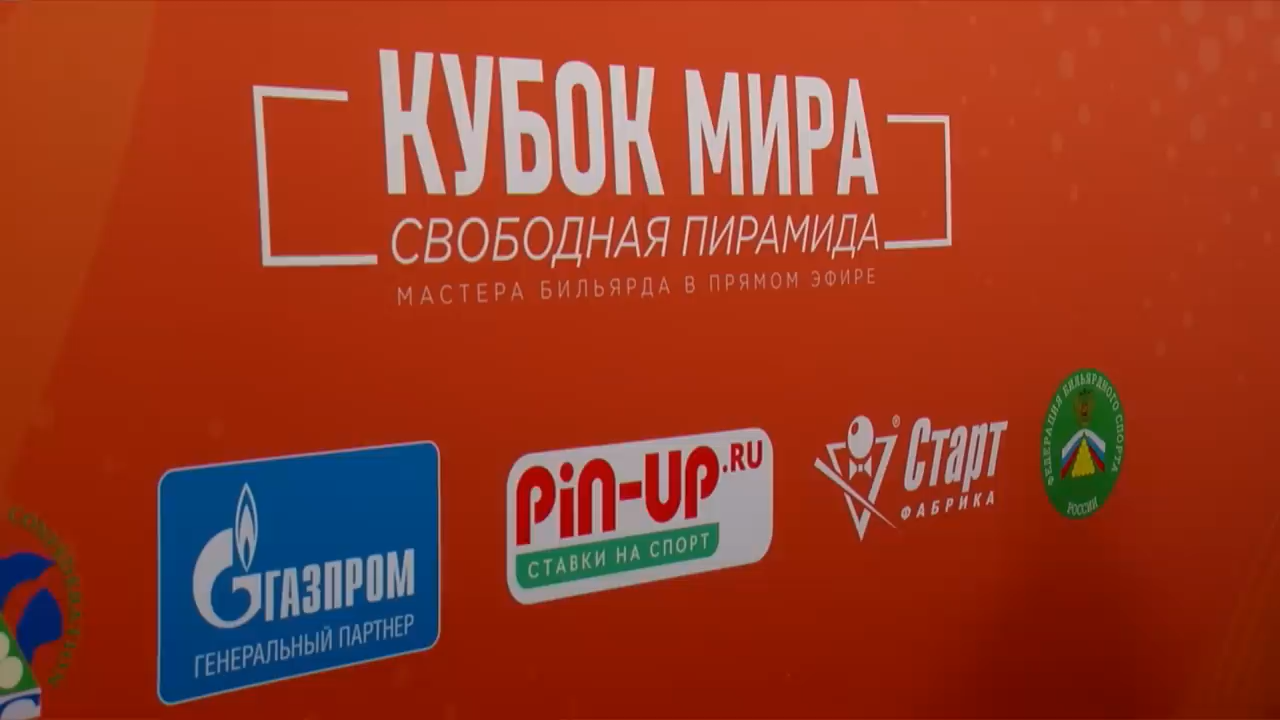 КУБОК МИРА
СВОБОДНАЯ ПИРАМИДА
МАСТЕРА БИЛЬЯРДА В ПРЯМОМ ЭФИРЕ
ГАЗПРОМ
ГЕНЕРАЛЬНЫЙ ПАРТНЕР
PiN-UP.RU
СТАВКИ НА СПОРТ
Старт®
ФАБРИКА
ФЕДЕРАЦИЯ БИЛЬЯРДНОГО СПОРТА
РОССИИ